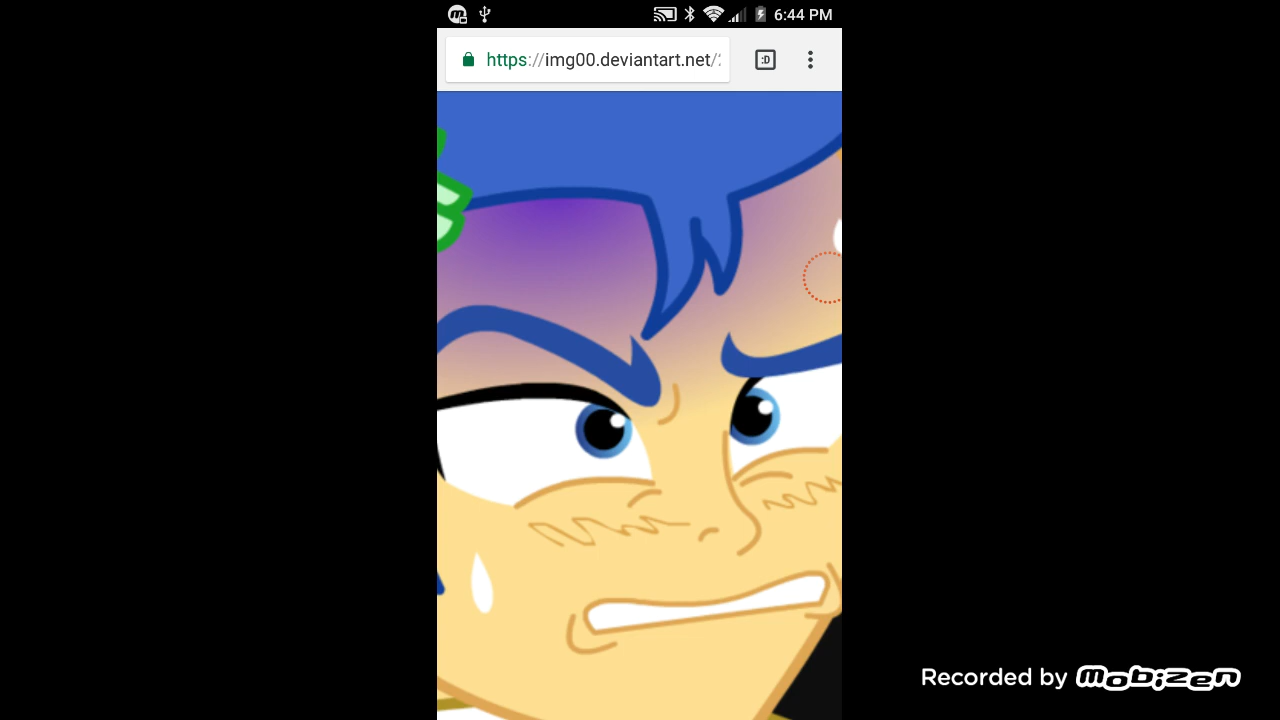 6:44 PM
https://img00.deviantart.net/
:D
Recorded by mobizen